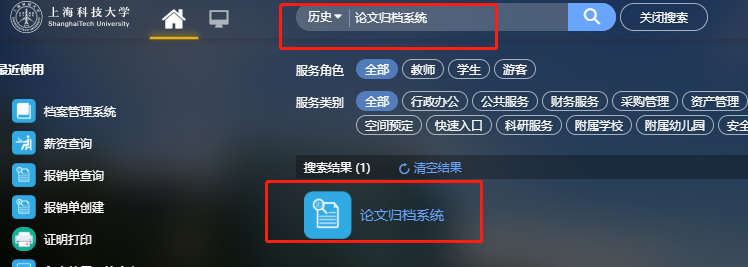 上海科技大学
ShanghaiTech University
历史 论文归档系统
关闭搜索
最近使用
档案管理系统
薪资查询
报销单查询
报销单创建
证明打印
服务角色 全部 教师 学生 游客
服务类别 全部 行政办公 公共服务 财务服务 采购管理 资产管理
空间预定 快速入口 科研服务 附属学校 附属幼儿园 安全
搜索结果 (1) 清空结果
论文归档系统